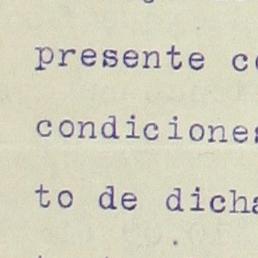 presente c
condiciones
to de dicha